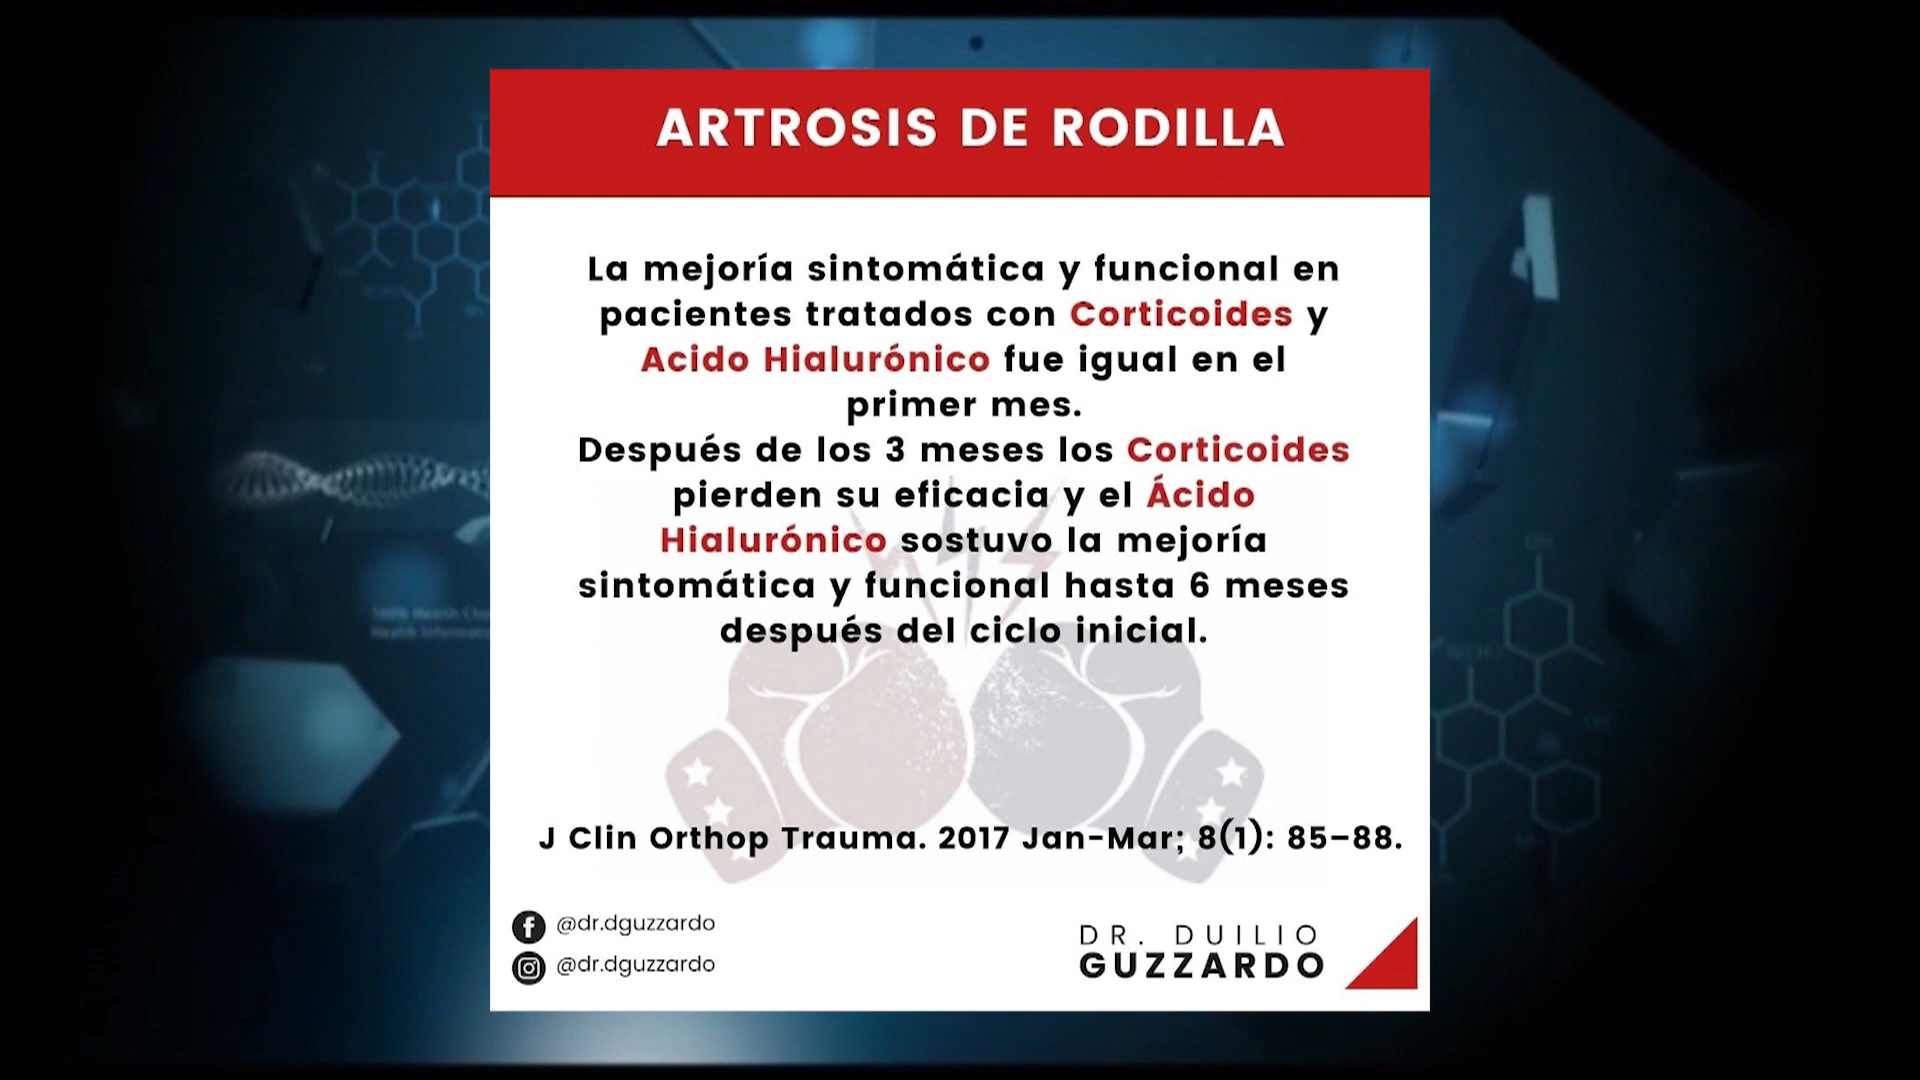 ARTROSIS DE RODILLA
La mejoría sintomática y funcional en
pacientes tratados con Corticoides y
Acido Hialurónico fue igual en el
primer mes.
Después de los 3 meses los Corticoides
pierden su eficacia y el Ácido
Hialurónico sostuvo la mejoría
sintomática y funcional hasta 6 meses
después del ciclo inicial.
J Clin Orthop Trauma. 2017 Jan-Mar; 8(1): 85–88.
@dr.dguzzardo
@dr.dguzzardo
DR. DUILIO
GUZZARDO